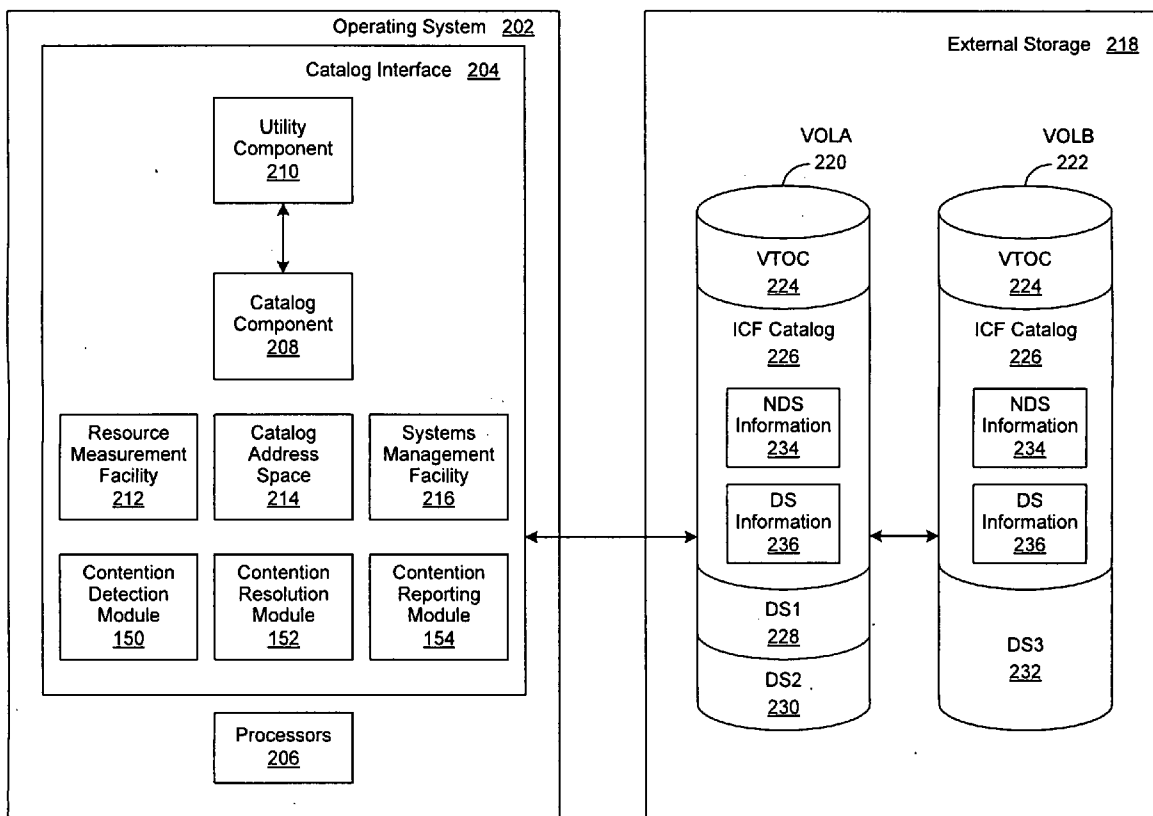 Operating System 202
Catalog Interface 204
Utility
Component
210
Catalog
Component
208
Resource
Measurement
Facility
212
Catalog
Address
Space
214
Systems
Management
Facility
216
Contention
Detection
Module
150
Contention
Resolution
Module
152
Contention
Reporting
Module
154
Processors
206
External Storage 218
VOLA
220
VTOC
224
ICF Catalog
226
NDS
Information
234
DS
Information
236
DS1
228
DS2
230
VOLB
222
VTOC
224
ICF Catalog
226
NDS
Information
234
DS
Information
236
DS3
232